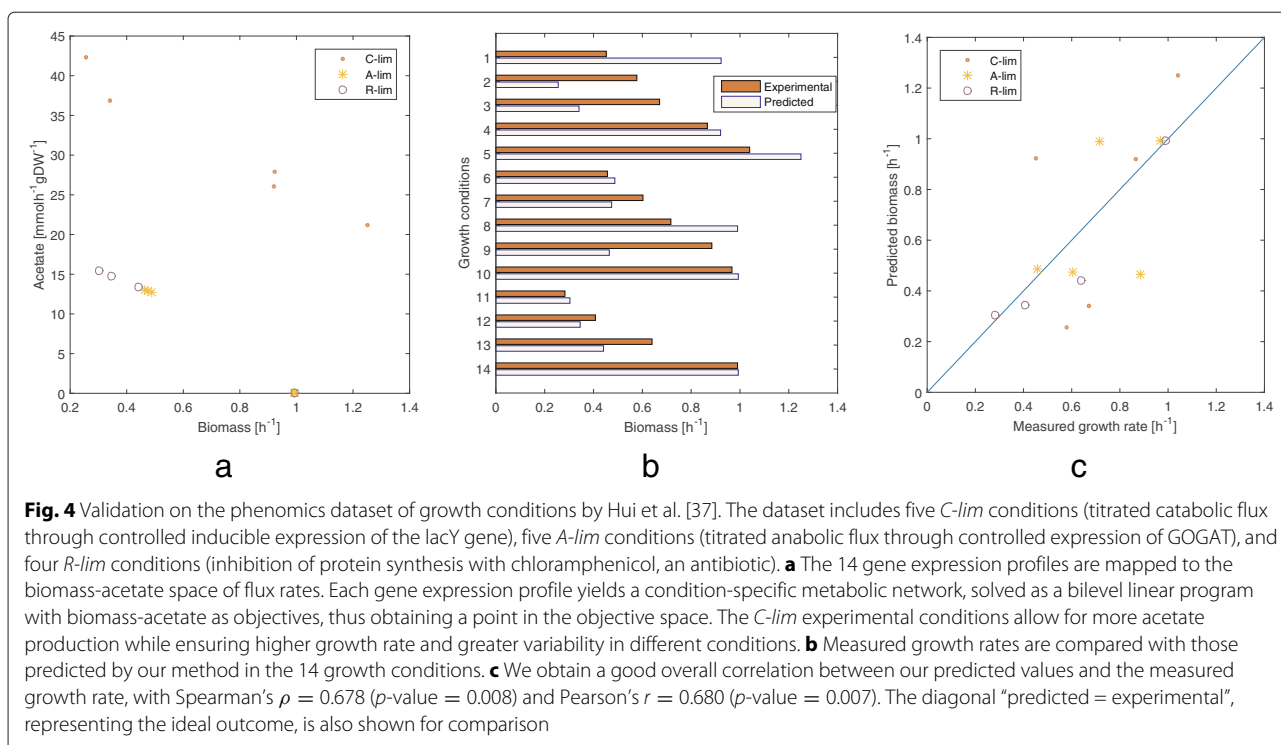 45
40
35
30
25
20
15
10
5
0
Acetate [mmolh⁻¹gDW⁻¹]
C-lim
A-lim
R-lim
0.2 0.4 0.6 0.8 1 1.2 1.4
Biomass [h⁻¹]
a
1
2
3
4
5
6
7
8
9
10
11
12
13
14
Growth conditions
Experimental
Predicted
0 0.2 0.4 0.6 0.8 1 1.2 1.4
Biomass [h⁻¹]
b
1.4
1.2
1.0
0.8
0.6
0.4
0.2
0
Predicted biomass [h⁻¹]
C-lim
A-lim
R-lim
0 0.2 0.4 0.6 0.8 1 1.2 1.4
Measured growth rate [h⁻¹]
c
Fig. 4 Validation on the phenomics dataset of growth conditions by Hui et al. [37]. The dataset includes five C-lim conditions (titrated catabolic flux
through controlled inducible expression of the lacY gene), five A-lim conditions (titrated anabolic flux through controlled expression of GOGAT), and
four R-lim conditions (inhibition of protein synthesis with chloramphenicol, an antibiotic). a The 14 gene expression profiles are mapped to the
biomass-acetate space of flux rates. Each gene expression profile yields a condition-specific metabolic network, solved as a bilevel linear program
with biomass-acetate as objectives, thus obtaining a point in the objective space. The C-lim experimental conditions allow for more acetate
production while ensuring higher growth rate and greater variability in different conditions. b Measured growth rates are compared with those
predicted by our method in the 14 growth conditions. c We obtain a good overall correlation between our predicted values and the measured
growth rate, with Spearman's ρ = 0.678 (p-value = 0.008) and Pearson's r = 0.680 (p-value = 0.007). The diagonal "predicted = experimental",
representing the ideal outcome, is also shown for comparison